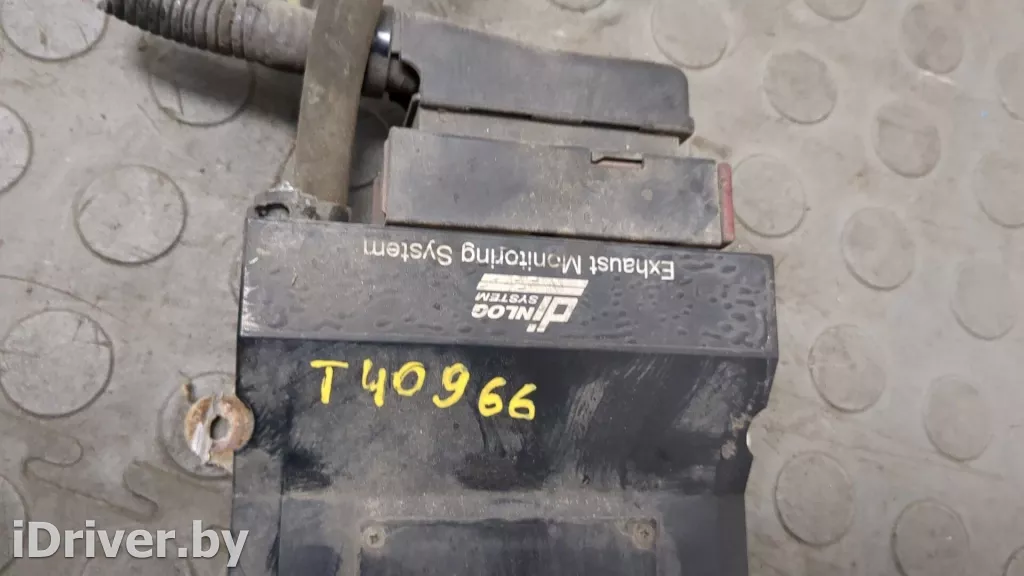 Exhaust Monitoring System
dINLOG
SYSTEM
T40966
iDriver.by